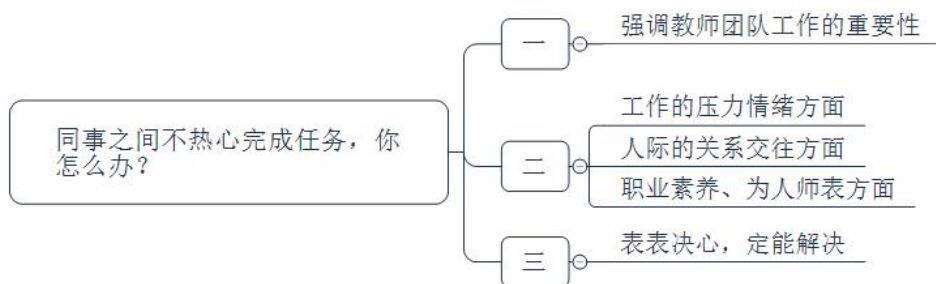 同事之间不热心完成任务，你
怎么办？
一
强调教师团队工作的重要性
二
工作的压力情绪方面
人际的关系交往方面
职业素养、为人师表方面
三
表表决心，定能解决